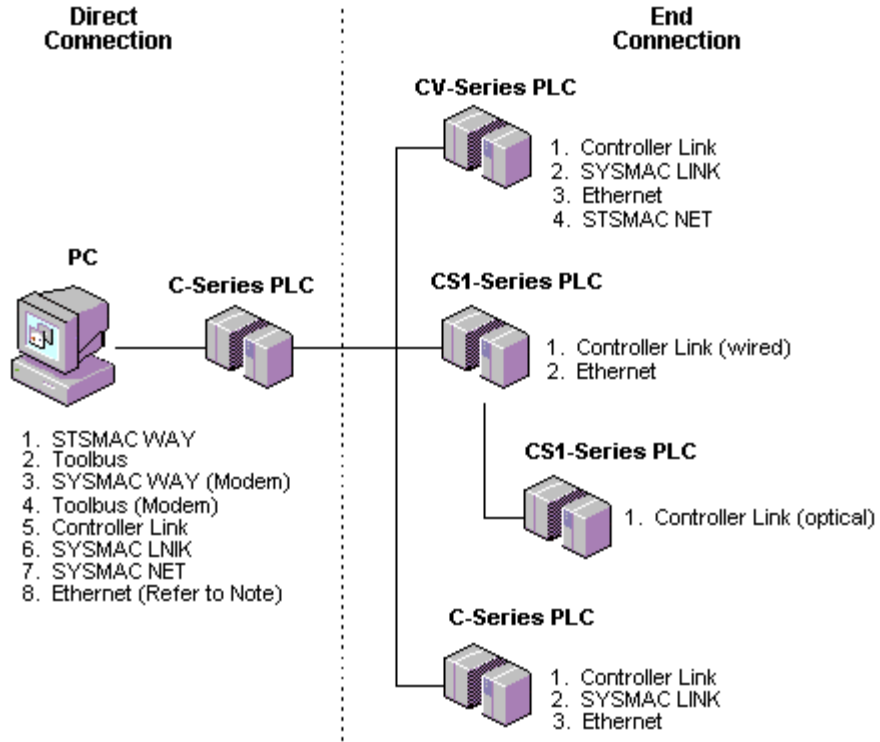 Direct
Connection
End
Connection
CV-Series PLC
1. Controller Link
2. SYSMAC LINK
3. Ethernet
4. STSMAC NET
PC
C-Series PLC
CS1-Series PLC
1. Controller Link (wired)
2. Ethernet
1. STSMAC WAY
2. Toolbus
3. SYSMAC WAY (Modem)
4. Toolbus (Modem)
5. Controller Link
6. SYSMAC LNIK
7. SYSMAC NET
8. Ethernet (Refer to Note)
CS1-Series PLC
1. Controller Link (optical)
C-Series PLC
1. Controller Link
2. SYSMAC LINK
3. Ethernet